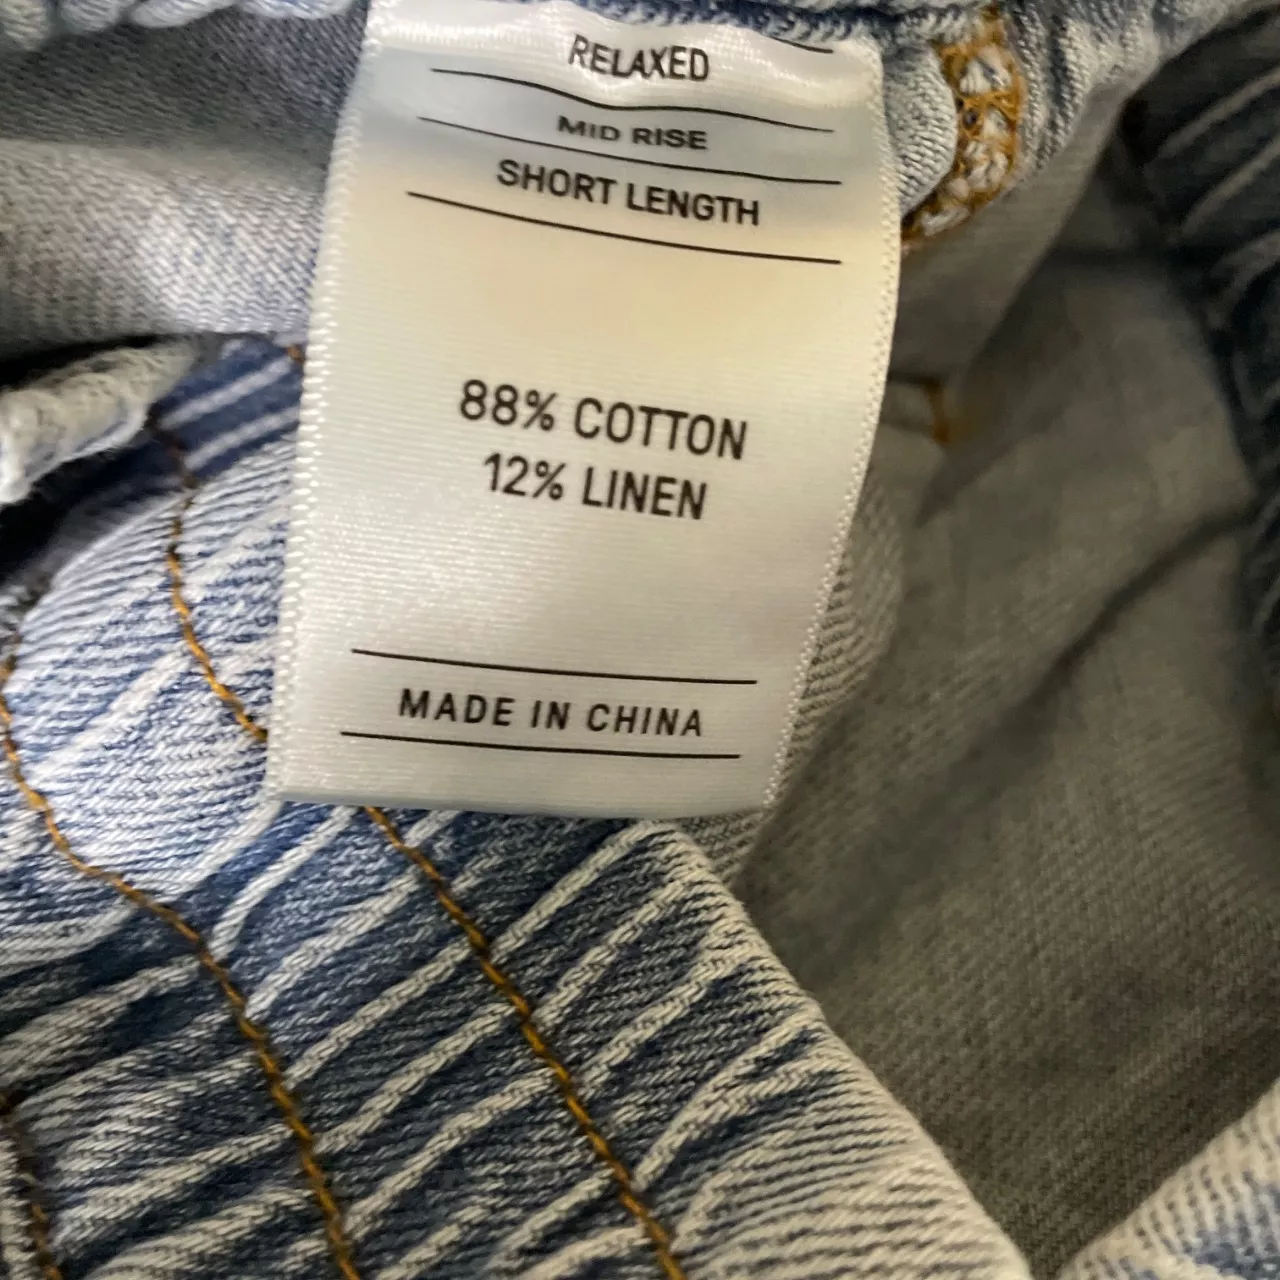 RELAXED
MID RISE
SHORT LENGTH
88% COTTON
12% LINEN
MADE IN CHINA